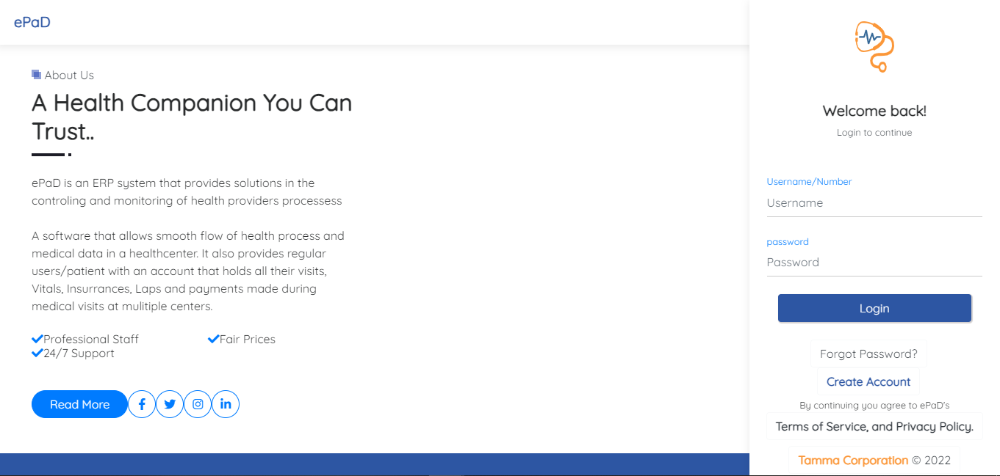 ePaD
About Us
A Health Companion You Can
Trust..
ePaD is an ERP system that provides solutions in the
controling and monitoring of health providers processess
A software that allows smooth flow of health process and
medical data in a healthcenter. It also provides regular
users/patient with an account that holds all their visits,
Vitals, Insurrances, Laps and payments made during
medical visits at mulitiple centers.
Professional Staff
Fair Prices
24/7 Support
Read More
Welcome back!
Login to continue
Username/Number
Username
password
Password
Login
Forgot Password?
Create Account
By continuing you agree to ePaD's
Terms of Service, and Privacy Policy.
Tamma Corporation © 2022